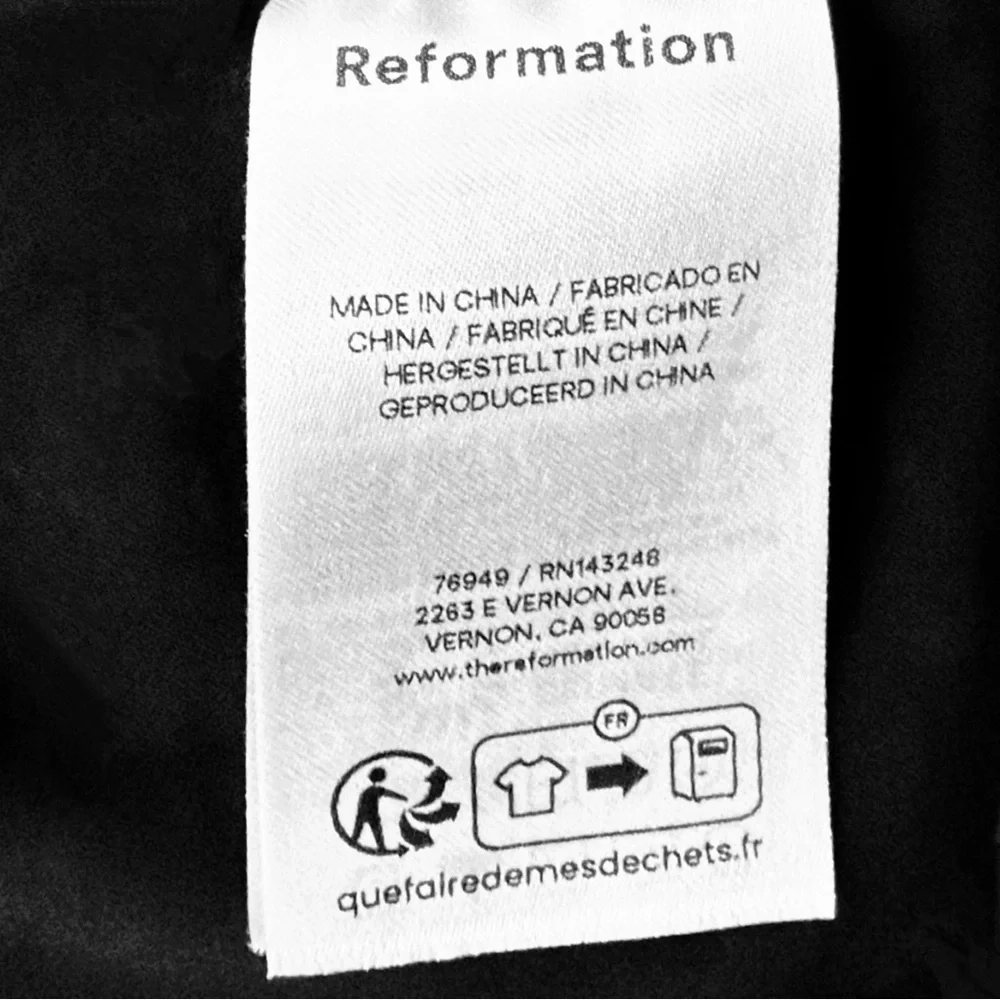 Reformation
MADE IN CHINA / FABRICADO EN
CHINA / FABRIQUÉ EN CHINE /
HERGESTELLT IN CHINA /
GEPRODUCEERD IN CHINA
76949 / RN143248
2263 E VERNON AVE.
VERNON, CA 90058
www.thereformation.com
FR
quefairedemesdechets.fr